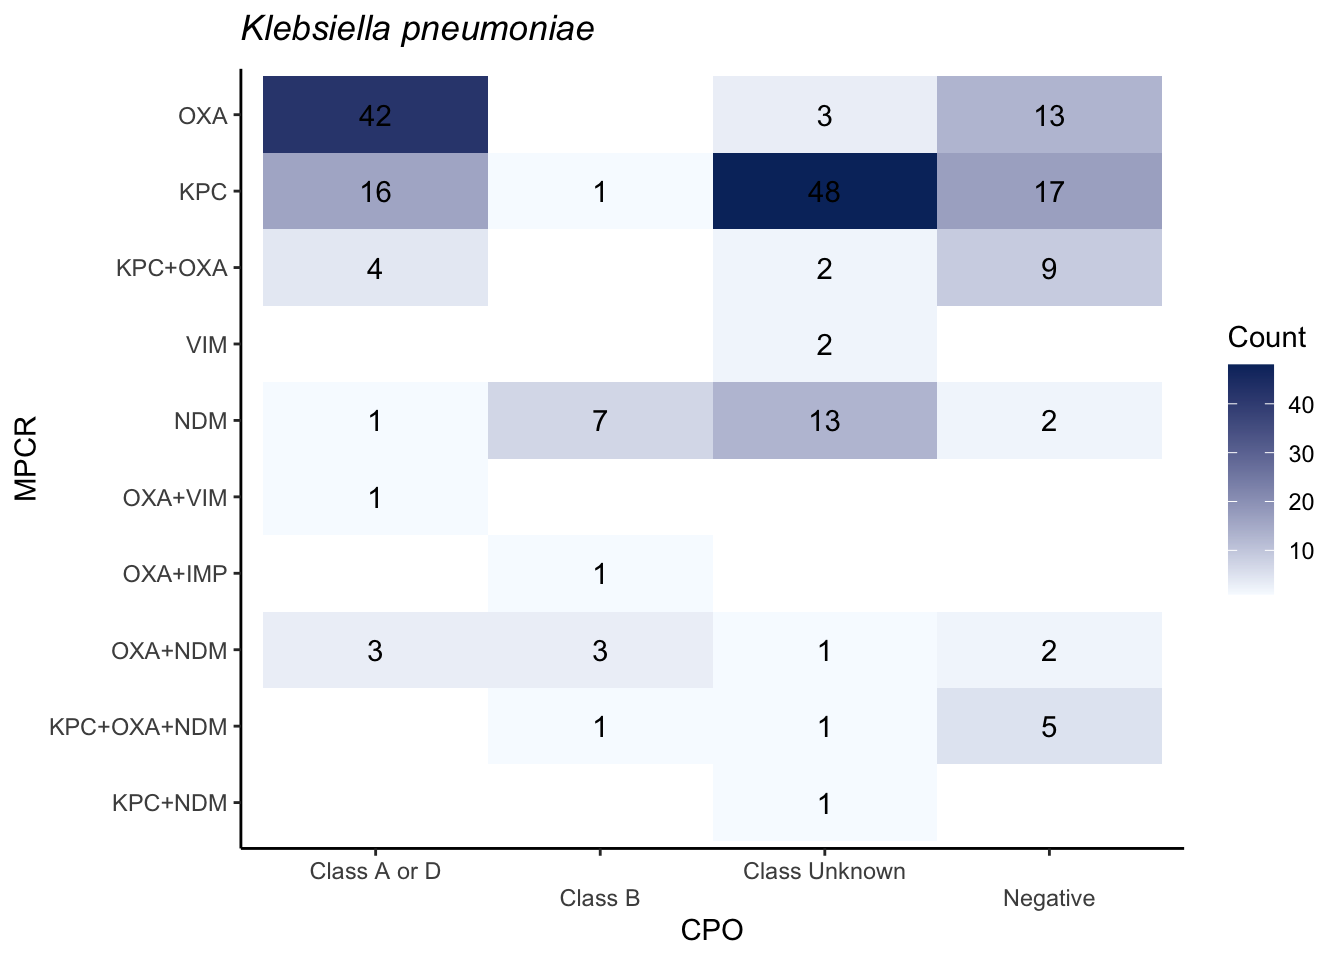 Klebsiella pneumoniae
OXA 42 3 13
KPC 16 1 48 17
KPC+OXA 4 2 9
VIM 2
NDM 1 7 13 2
OXA+VIM 1
OXA+IMP 1
OXA+NDM 3 3 1 2
KPC+OXA+NDM 1 1 5
KPC+NDM 1
MPCR
Class A or D Class Unknown
Class B Negative
CPO
Count
40
30
20
10